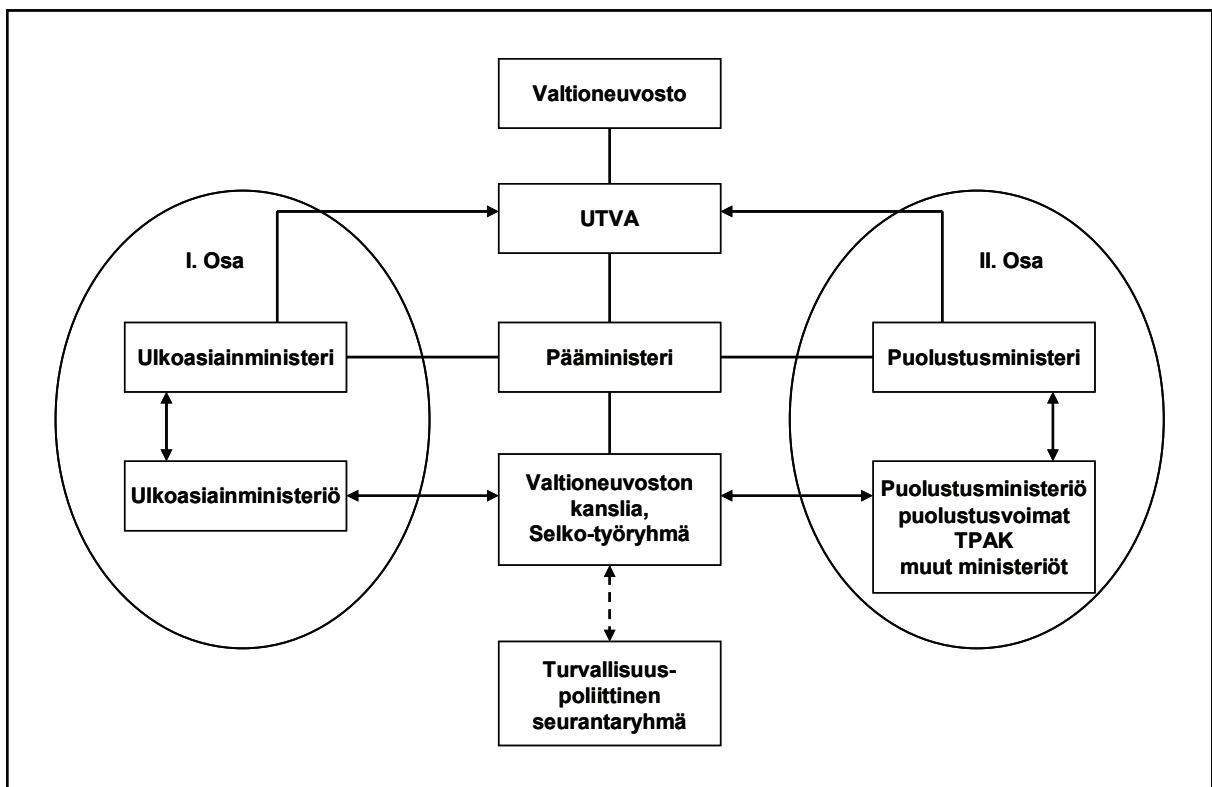 Valtioneuvosto
UTVA
I. Osa
II. Osa
Ulkoasiainministeri
Pääministeri
Puolustusministeri
Ulkoasiainministeriö
Valtioneuvoston
kanslia,
Selko-työryhmä
Puolustusministeriö
puolustusvoimat
TPAK
muut ministeriöt
Turvallisuus-
poliittinen
seurantaryhmä